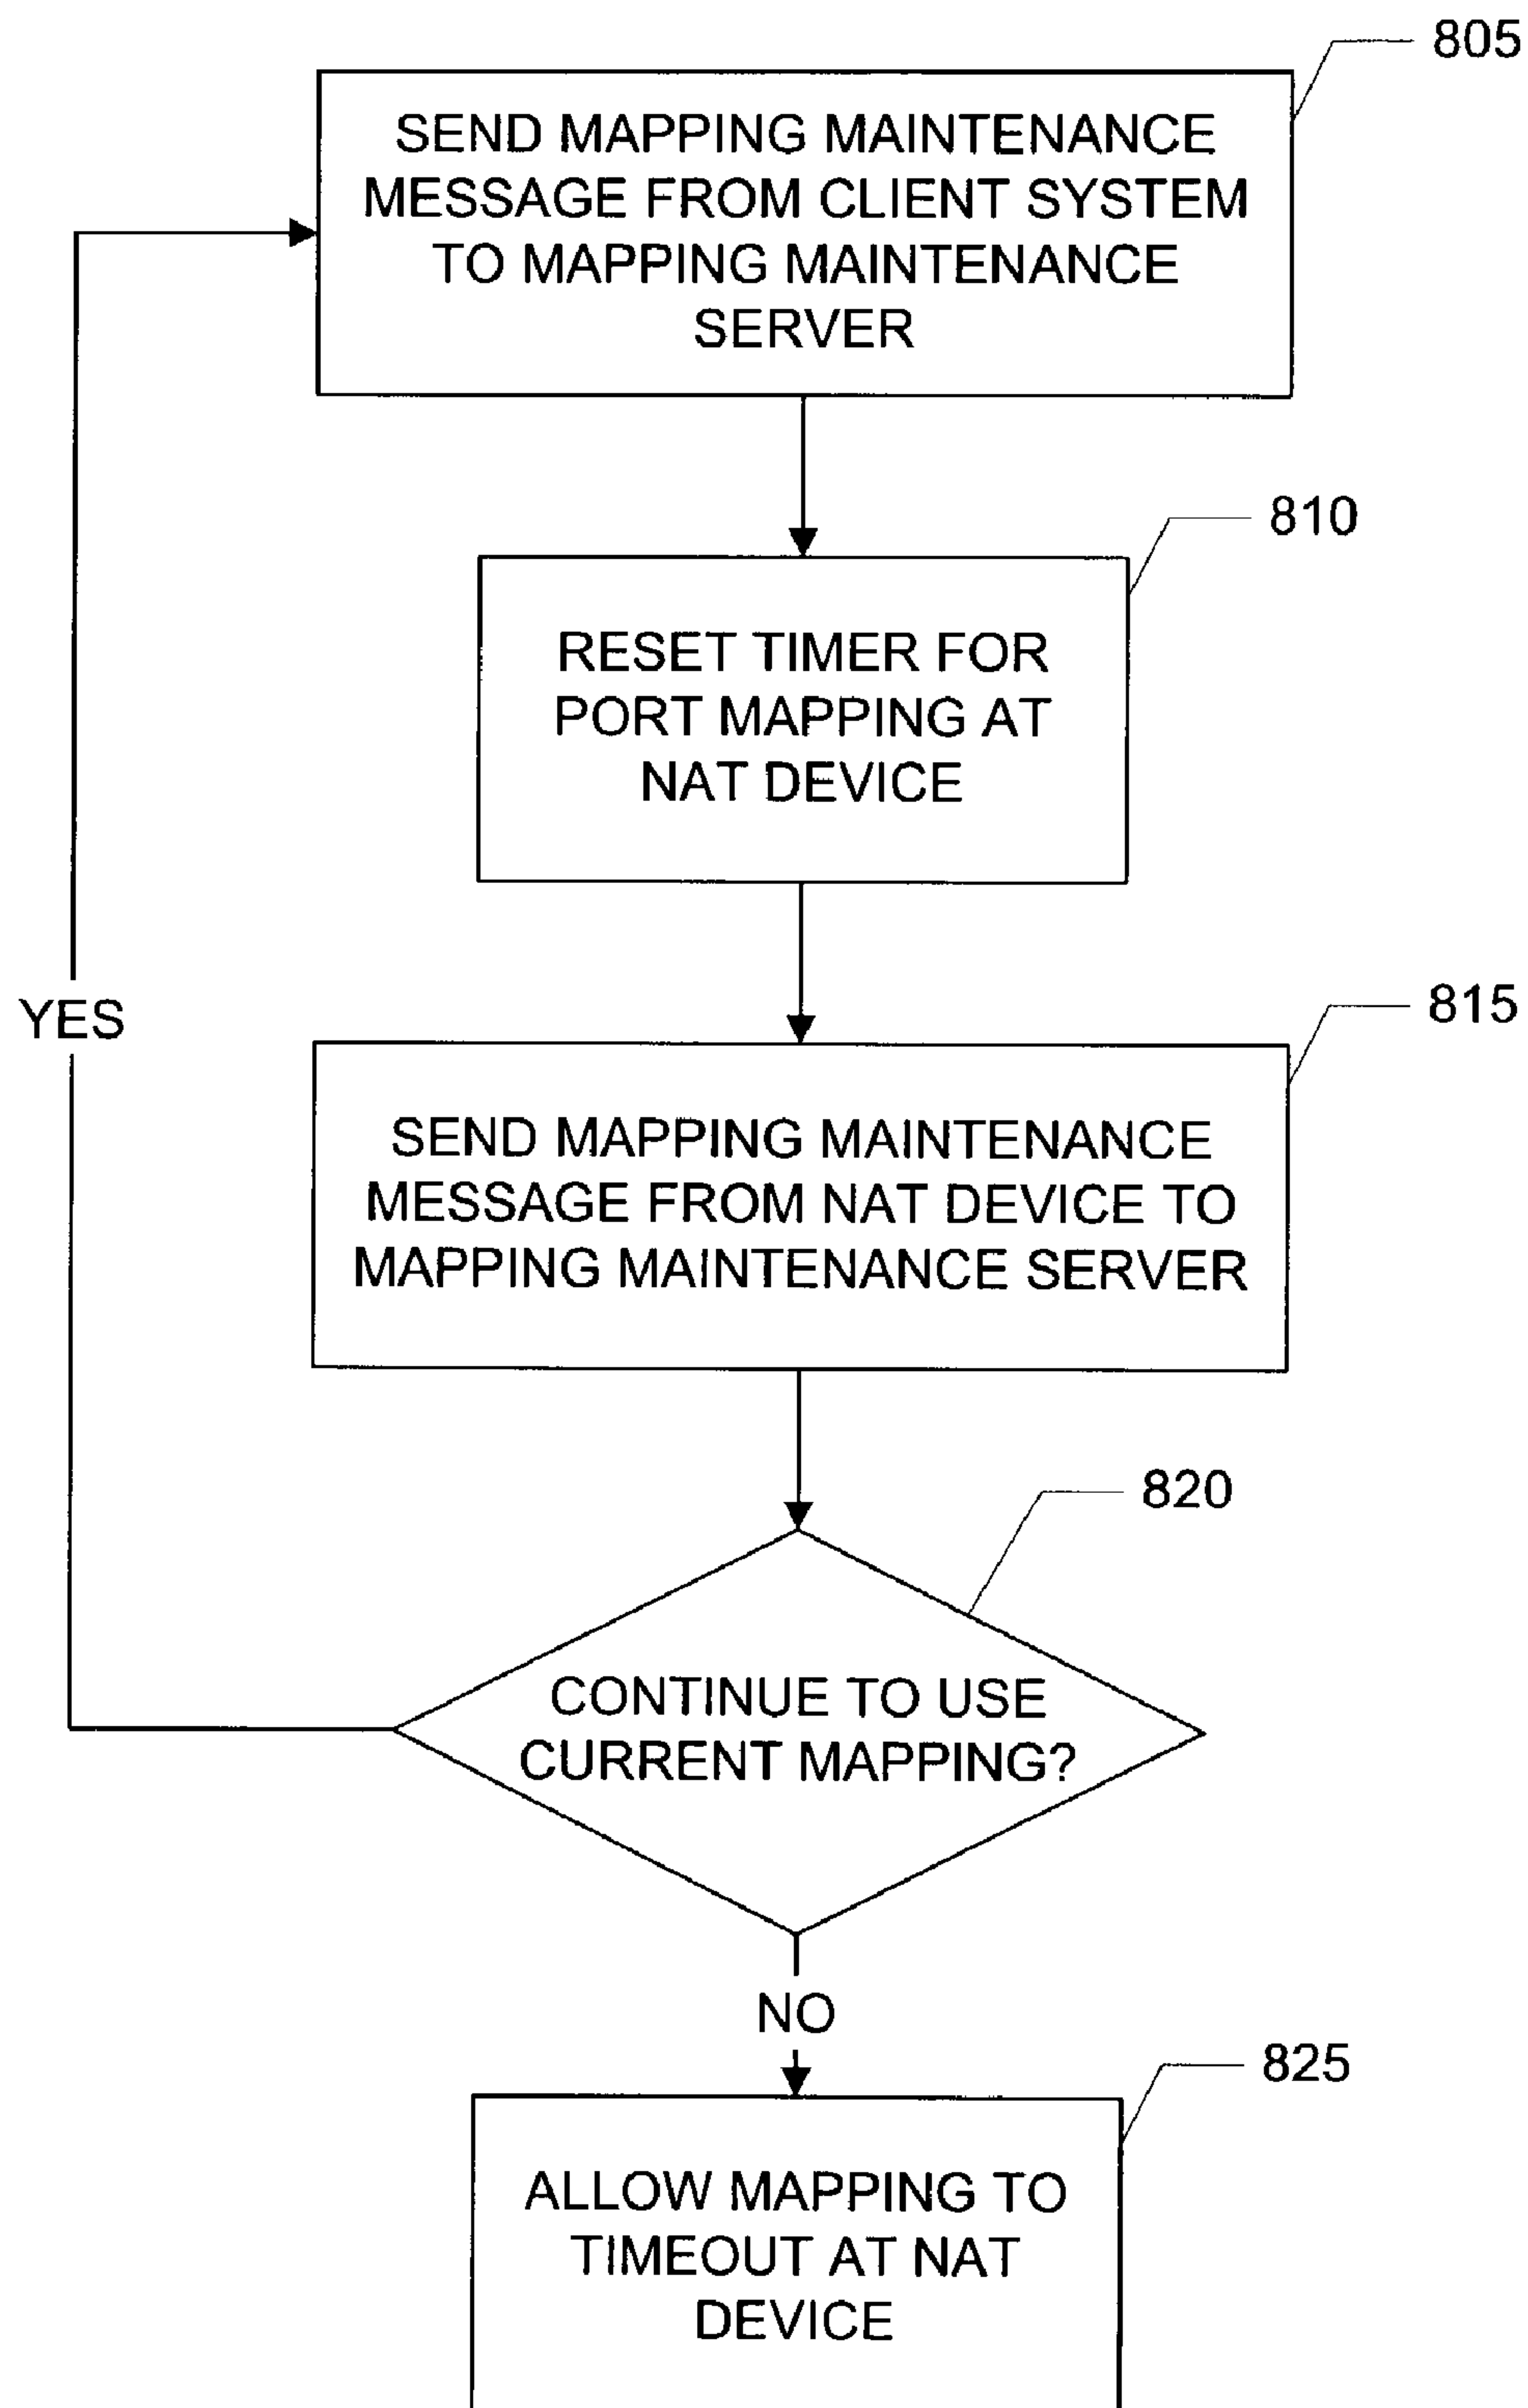 805
SEND MAPPING MAINTENANCE
MESSAGE FROM CLIENT SYSTEM
TO MAPPING MAINTENANCE
SERVER
810
RESET TIMER FOR
PORT MAPPING AT
NAT DEVICE
YES
815
SEND MAPPING MAINTENANCE
MESSAGE FROM NAT DEVICE TO
MAPPING MAINTENANCE SERVER
820
CONTINUE TO USE
CURRENT MAPPING?
NO
825
ALLOW MAPPING TO
TIMEOUT AT NAT
DEVICE